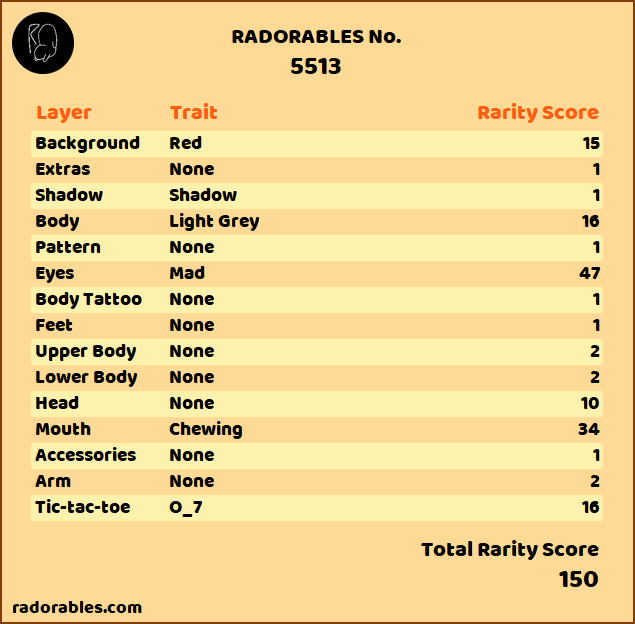 RADORABLES No.
5513
Layer Trait Rarity Score
Background Red 15
Extras None 1
Shadow Shadow 1
Body Light Grey 16
Pattern None 1
Eyes Mad 47
Body Tattoo None 1
Feet None 1
Upper Body None 2
Lower Body None 2
Head None 10
Mouth Chewing 34
Accessories None 1
Arm None 2
Tic-tac-toe O_7 16
Total Rarity Score
150
radorables.com